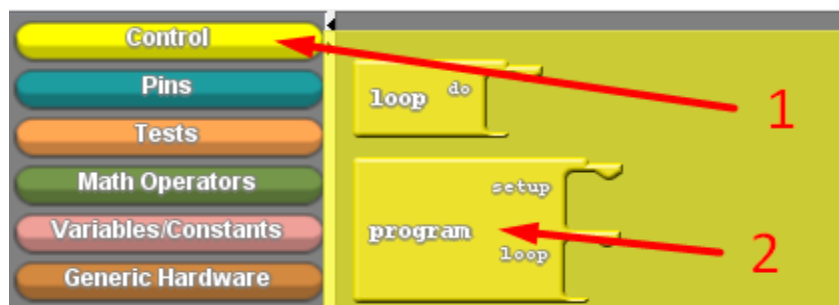 Control
Pins
Tests
Math Operators
Variables/Constants
Generic Hardware
loop do
program setup
loop
1
2